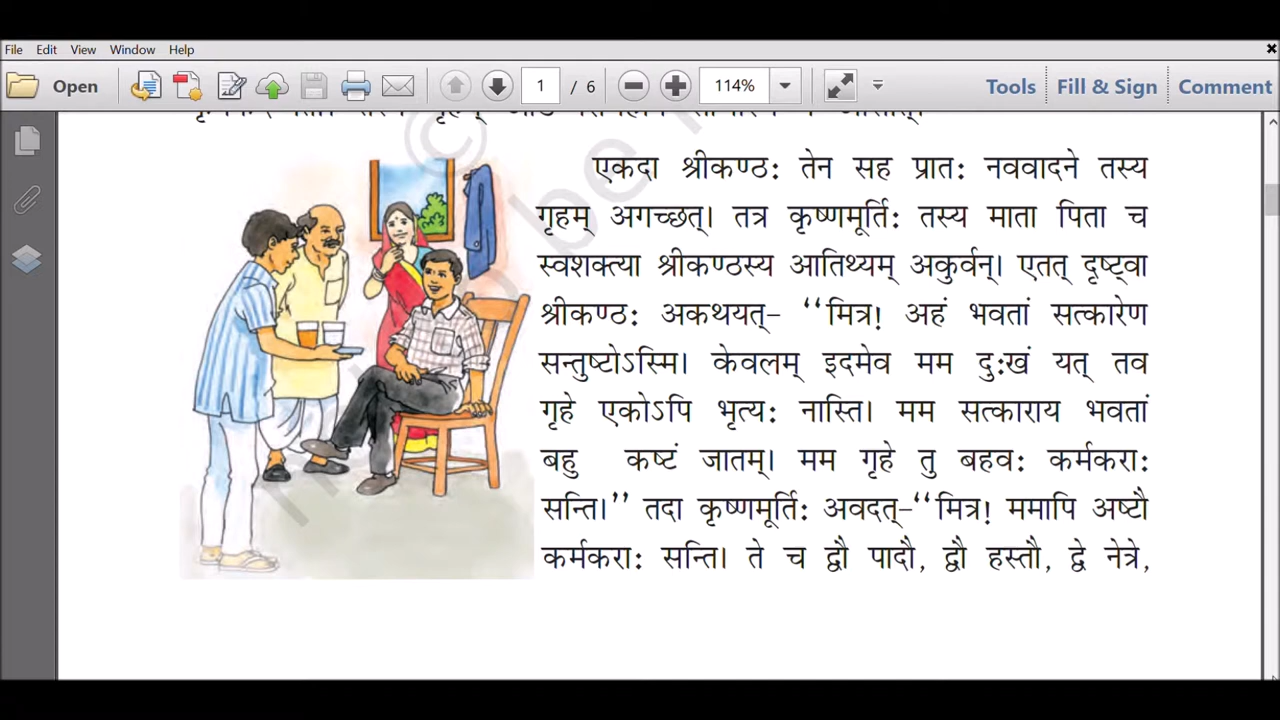 File Edit View Window Help
Open 1 / 6 114% Tools Fill & Sign Comment
एकदा श्रीकण्ठः तेन सह प्रातः नववादने तस्य
गृहम् अगच्छत्। तत्र कृष्णमूर्तिः तस्य माता पिता च
स्वशक्त्या श्रीकण्ठस्य आतिथ्यम् अकुर्वन्। एतत् दृष्ट्वा
श्रीकण्ठः अकथयत्- “मित्र! अहं भवतां सत्कारेण
सन्तुष्टोऽस्मि। केवलम् इदमेव मम दुःखं यत् तव
गृहे एकोऽपि भृत्यः नास्ति। मम सत्काराय भवतां
बहु कष्टं जातम्। मम गृहे तु बहवः कर्मकराः
सन्ति।” तदा कृष्णमूर्तिः अवदत्-“मित्र! ममापि अष्टौ
कर्मकराः सन्ति। ते च द्वौ पादौ, द्वौ हस्तौ, द्वे नेत्रे,